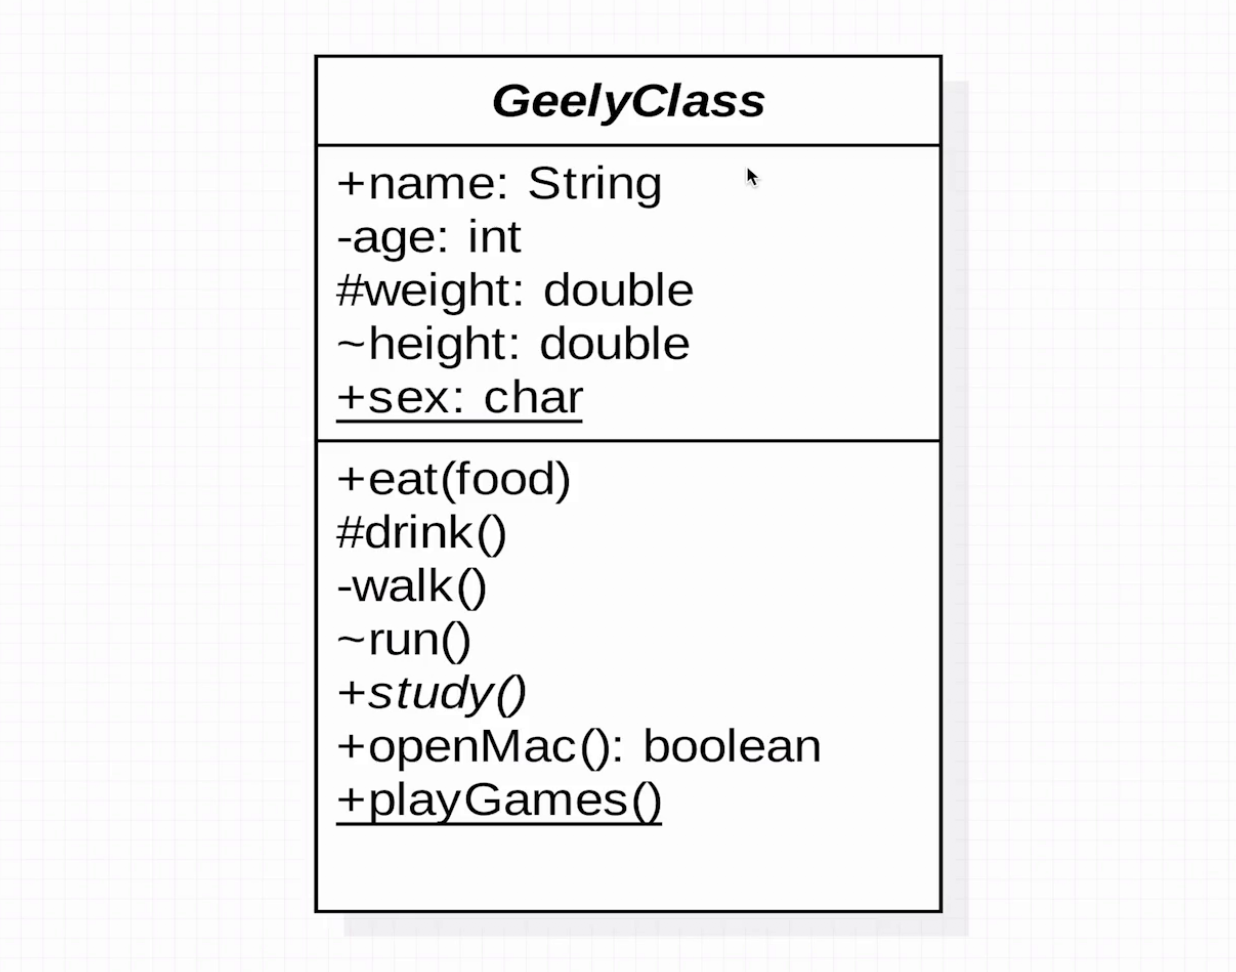 GeelyClass
+name: String
-age: int
#weight: double
~height: double
+sex: char
+eat(food)
#drink()
-walk()
~run()
+study()
+openMac(): boolean
+playGames()